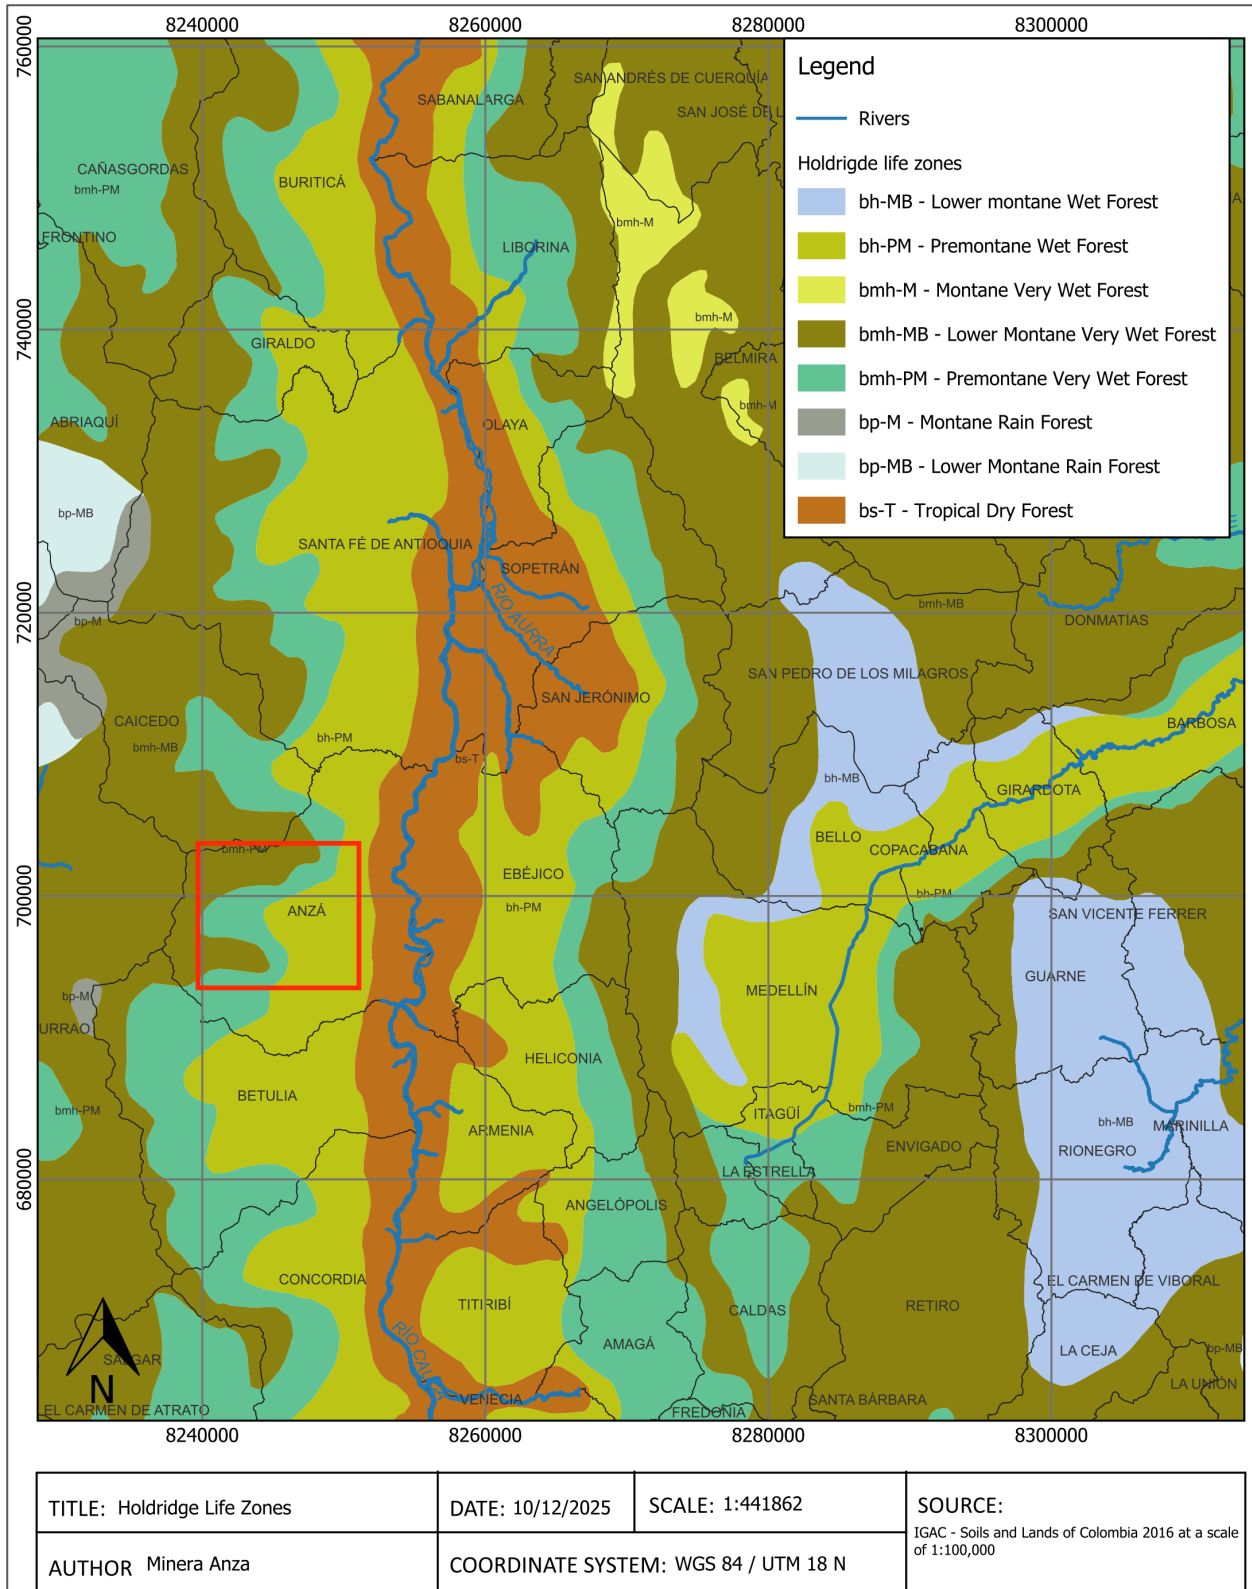 8240000 8260000 8280000 8300000
760000
740000
720000
700000
680000
Legend
Rivers
Holdrigde life zones
bh-MB - Lower montane Wet Forest
bh-PM - Premontane Wet Forest
bmh-M - Montane Very Wet Forest
bmh-MB - Lower Montane Very Wet Forest
bmh-PM - Premontane Very Wet Forest
bp-M - Montane Rain Forest
bp-MB - Lower Montane Rain Forest
bs-T - Tropical Dry Forest
SAN ANDRÉS DE CUERQUÍA
SABANALARGA
SAN JOSÉ DE L
CAÑASGORDAS
bmh-PM
BURITICÁ
FRONTINO
LIBORINA
bmh-M
bmh-M
GIRALDO
BELMIRA
bmh-M
ABRIAQUÍ
OLAYA
bp-MB
SANTA FÉ DE ANTIOQUIA
SOPETRÁN
RIO AURRA
bmh-MB
DONMATÍAS
bp-M
SAN PEDRO DE LOS MILAGROS
SAN JERÓNIMO
CAICEDO
BARBOSA
bmh-MB
bh-PM
bs-T
bh-MB
GIRARDOTA
BELLO
COPACABANA
bmh-PM
EBÉJICO
bh-PM
bh-PM
ANZÁ
SAN VICENTE FERRER
GUARNE
MEDELLÍN
bp-M
URRAO
HELICONIA
BETULIA
bmh-PM
bmh-PM
ITAGÜÍ
ARMENIA
bh-MB
MARINILLA
ENVIGADO
RIONEGRO
LA ESTRELLA
ANGELÓPOLIS
CONCORDIA
EL CARMEN DE VIBORAL
TITIRIBÍ
CALDAS
RETIRO
RÍO CAUCA
AMAGÁ
LA CEJA
bp-MB
SALGAR
LA UNIÓN
N
VENECIA
SANTA BÁRBARA
EL CARMEN DE ATRATO
FREDONIA
8240000 8260000 8280000 8300000
TITLE: Holdridge Life Zones
DATE: 10/12/2025
SCALE: 1:441862
SOURCE:
IGAC - Soils and Lands of Colombia 2016 at a scale
of 1:100,000
AUTHOR Minera Anza
COORDINATE SYSTEM: WGS 84 / UTM 18 N